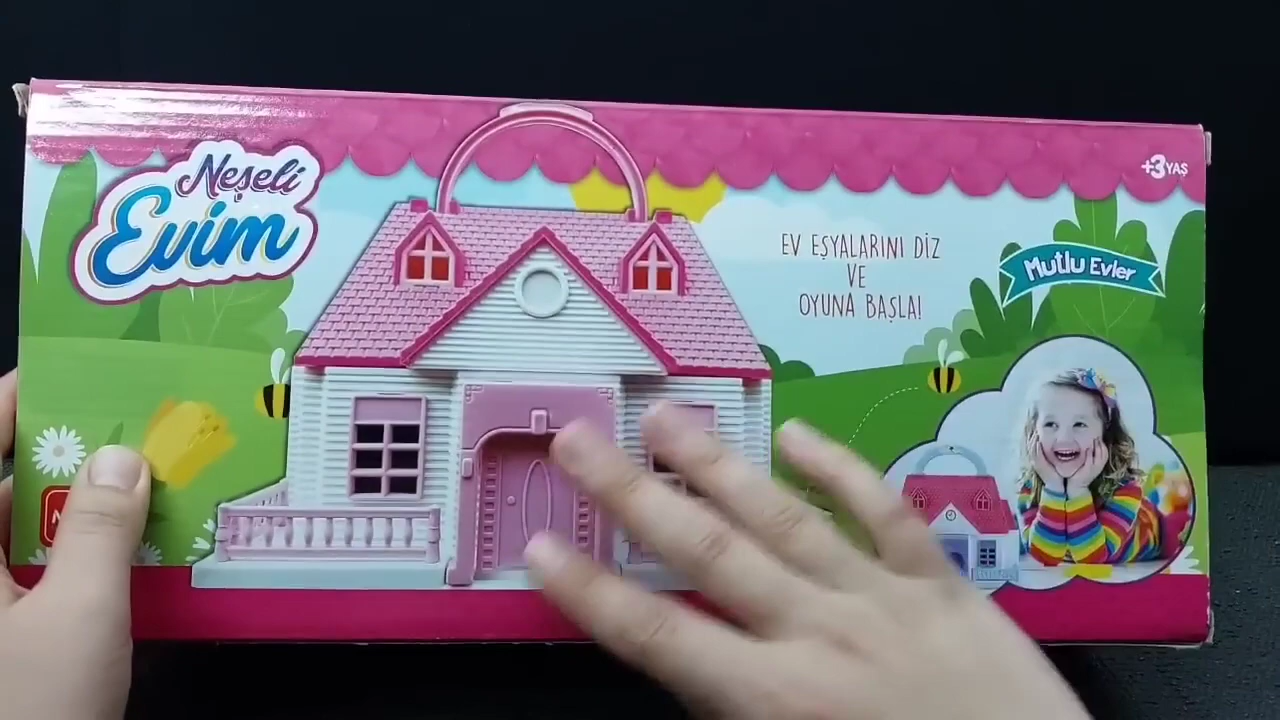 Neşeli
Evim
+3 YAŞ
EV EŞYALARINI DİZ
VE
OYUNA BAŞLA!
Mutlu Evler